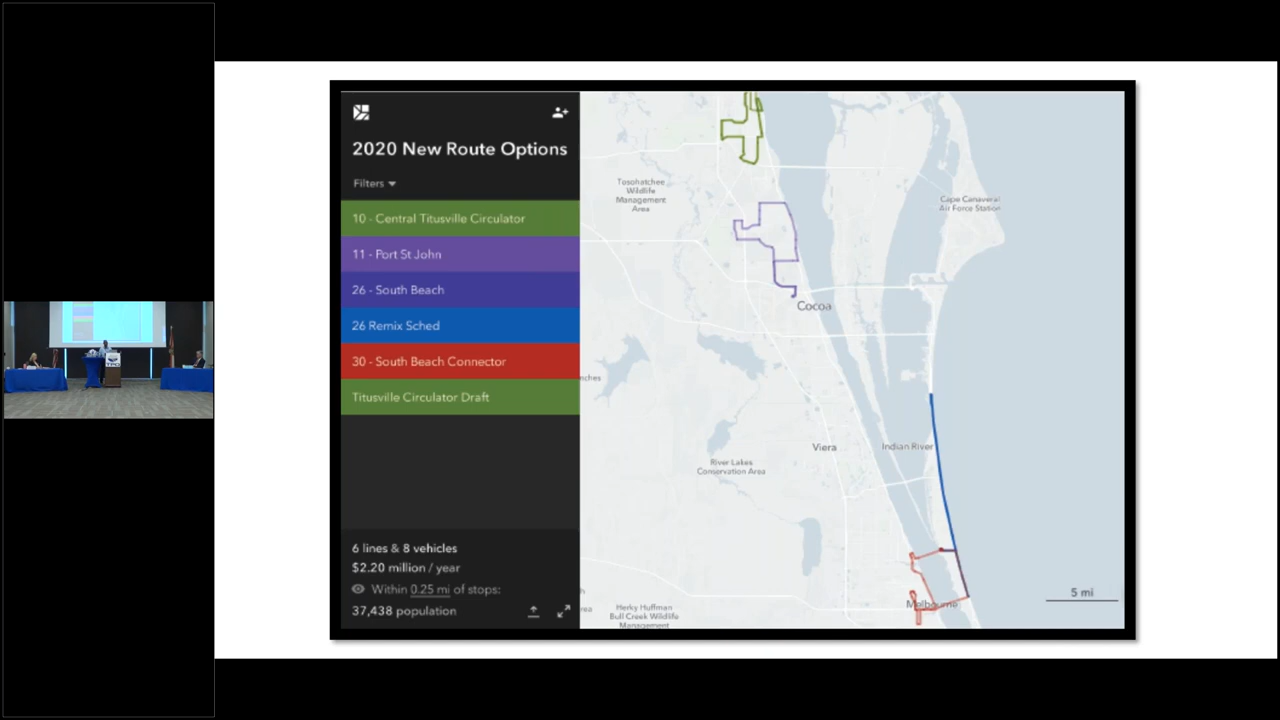 2020 New Route Options
Filters
10 - Central Titusville Circulator
11 - Port St John
26 - South Beach
26 Remix Sched
30 - South Beach Connector
Titusville Circulator Draft
6 lines & 8 vehicles
$2.20 million / year
Within 0.25 mi of stops:
37,438 population
Tosohatchee
Wildlife
Management
Area
Cape Canaveral
Air Force Station
Cocoa
nches
Viera
Indian River
River Lakes
Conservation Area
Melbourne
5 mi
h
rea
Herky Huffman
Bull Creek Wildlife
Management